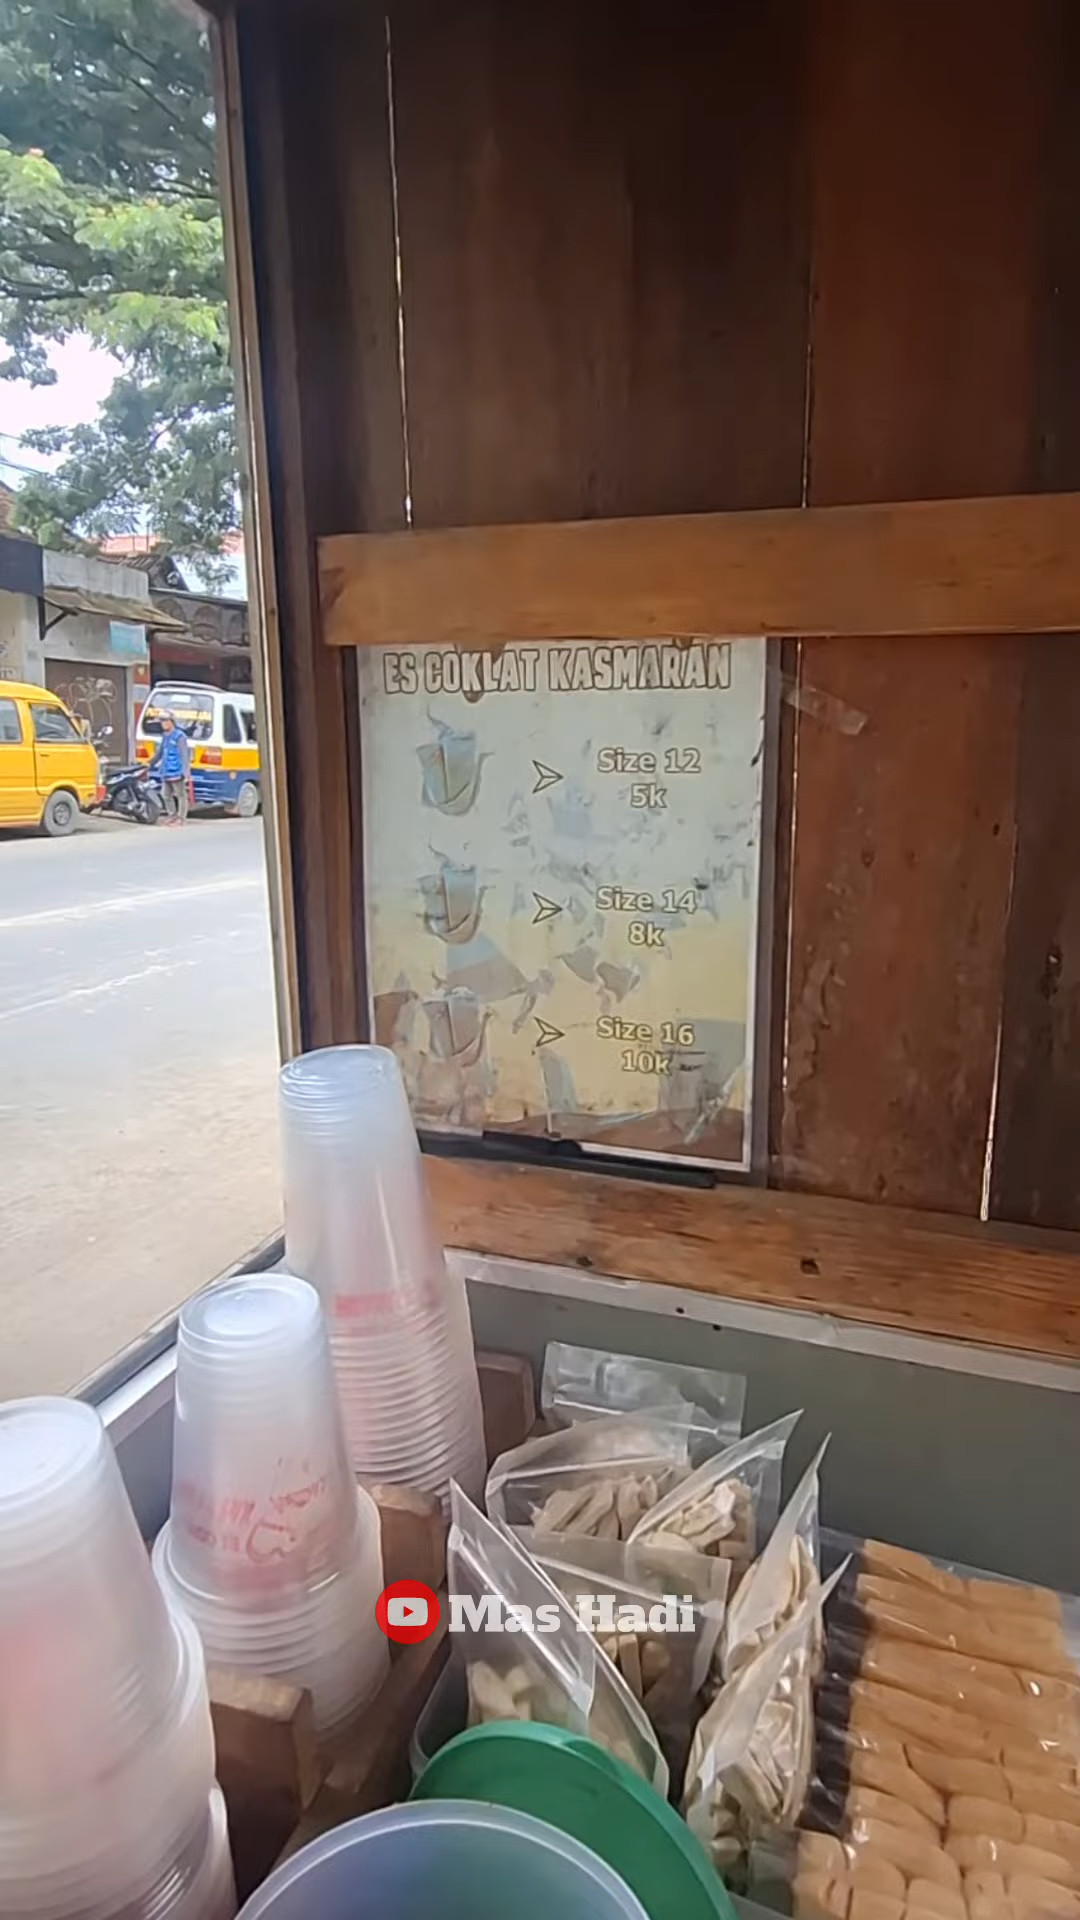 ES COKLAT KASMARAN
Size 12
5k
Size 14
8k
Size 16
10k
Mas Hadi